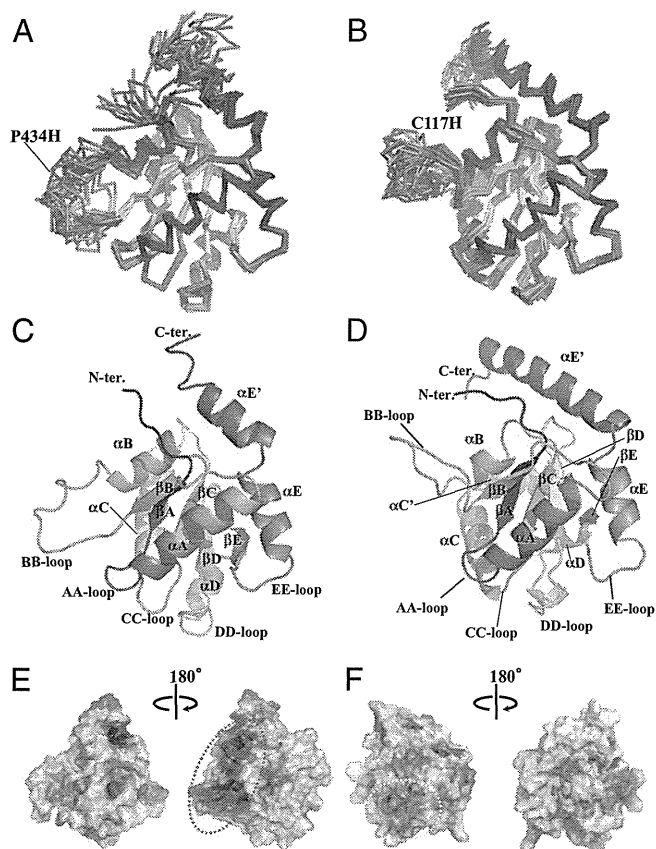 A
B
P434H
C117H
C
D
C-ter.
N-ter.
αE'
αB
βB
βC
βA
αC
αE
αA
βE
βD
αD
BB-loop
AA-loop
CC-loop
DD-loop
EE-loop
αE'
C-ter.
N-ter.
BB-loop
αB
βD
βE
βC
βB
αC'
βA
αE
αC
αA
αD
AA-loop
CC-loop
DD-loop
EE-loop
E
180°
F
180°